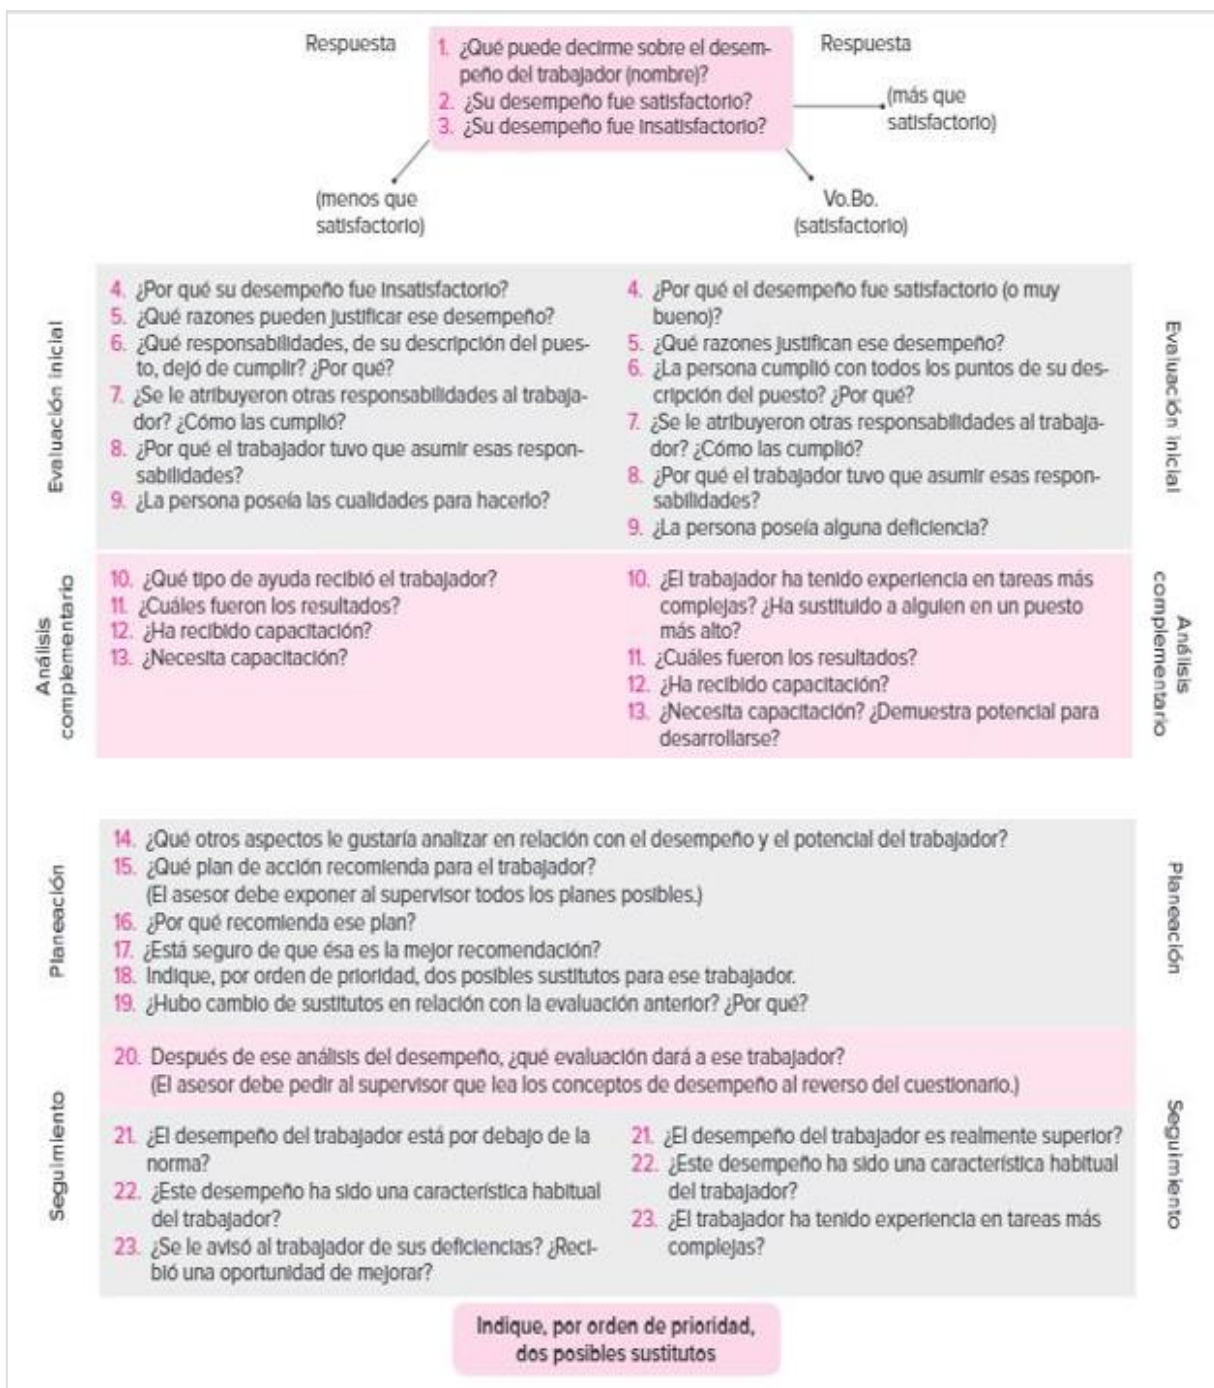 Respuesta
1. ¿Qué puede decirme sobre el desem-
peño del trabajador (nombre)?
2. ¿Su desempeño fue satisfactorio?
3. ¿Su desempeño fue insatisfactorio?
Respuesta
(más que
satisfactorio)
(menos que
satisfactorio)
Vo.Bo.
(satisfactorio)
Evaluación inicial
4. ¿Por qué su desempeño fue insatisfactorio?
5. ¿Qué razones pueden justificar ese desempeño?
6. ¿Qué responsabilidades, de su descripción del pues-
to, dejó de cumplir? ¿Por qué?
7. ¿Se le atribuyeron otras responsabilidades al trabaja-
dor? ¿Cómo las cumplió?
8. ¿Por qué el trabajador tuvo que asumir esas respon-
sabilidades?
9. ¿La persona poseía las cualidades para hacerlo?
4. ¿Por qué el desempeño fue satisfactorio (o muy
bueno)?
5. ¿Qué razones justifican ese desempeño?
6. ¿La persona cumplió con todos los puntos de su des-
cripción del puesto? ¿Por qué?
7. ¿Se le atribuyeron otras responsabilidades al trabaja-
dor? ¿Cómo las cumplió?
8. ¿Por qué el trabajador tuvo que asumir esas respon-
sabilidades?
9. ¿La persona poseía alguna deficiencia?
Evaluación inicial
Análisis
complementario
10. ¿Qué tipo de ayuda recibió el trabajador?
11. ¿Cuáles fueron los resultados?
12. ¿Ha recibido capacitación?
13. ¿Necesita capacitación?
10. ¿El trabajador ha tenido experiencia en tareas más
complejas? ¿Ha sustituido a alguien en un puesto
más alto?
11. ¿Cuáles fueron los resultados?
12. ¿Ha recibido capacitación?
13. ¿Necesita capacitación? ¿Demuestra potencial para
desarrollarse?
Análisis
complementario
Planeación
14. ¿Qué otros aspectos le gustaría analizar en relación con el desempeño y el potencial del trabajador?
15. ¿Qué plan de acción recomienda para el trabajador?
(El asesor debe exponer al supervisor todos los planes posibles.)
16. ¿Por qué recomienda ese plan?
17. ¿Está seguro de que ésa es la mejor recomendación?
18. Indique, por orden de prioridad, dos posibles sustitutos para ese trabajador.
19. ¿Hubo cambio de sustitutos en relación con la evaluación anterior? ¿Por qué?
Planeación
Seguimiento
20. Después de ese análisis del desempeño, ¿qué evaluación dará a ese trabajador?
(El asesor debe pedir al supervisor que lea los conceptos de desempeño al reverso del cuestionario.)
21. ¿El desempeño del trabajador está por debajo de la
norma?
22. ¿Este desempeño ha sido una característica habitual
del trabajador?
23. ¿Se le avisó al trabajador de sus deficiencias? ¿Reci-
bió una oportunidad de mejorar?
21. ¿El desempeño del trabajador es realmente superior?
22. ¿Este desempeño ha sido una característica habitual
del trabajador?
23. ¿El trabajador ha tenido experiencia en tareas más
complejas?
Seguimiento
Indique, por orden de prioridad,
dos posibles sustitutos